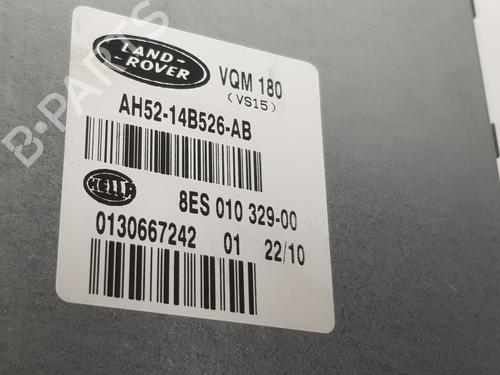 LAND-
-ROVER
VQM 180
(VS15)
AH52-14B526-AB
HELLA
8ES 010 329-00
0130667242 01 22/10
B-PARTS